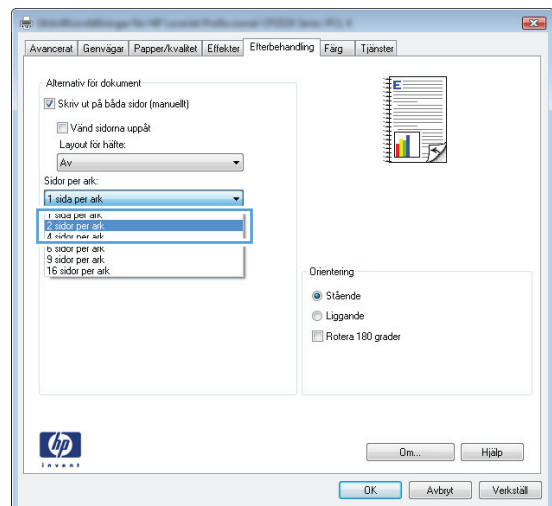 Avancerat Genvägar Papper/kvalitet Effekter Efterbehandling Färg Tjänster
Alternativ för dokument
Skriv ut på båda sidor (manuellt)
Vänd sidorna uppåt
Layout för häfte:
Av
Sidor per ark:
1 sida per ark
1 sida per ark
2 sidor per ark
4 sidor per ark
6 sidor per ark
9 sidor per ark
16 sidor per ark
E
Orientering
Stående
Liggande
Rotera 180 grader
hp
invent
Om... Hjälp
OK Avbryt Verkställ